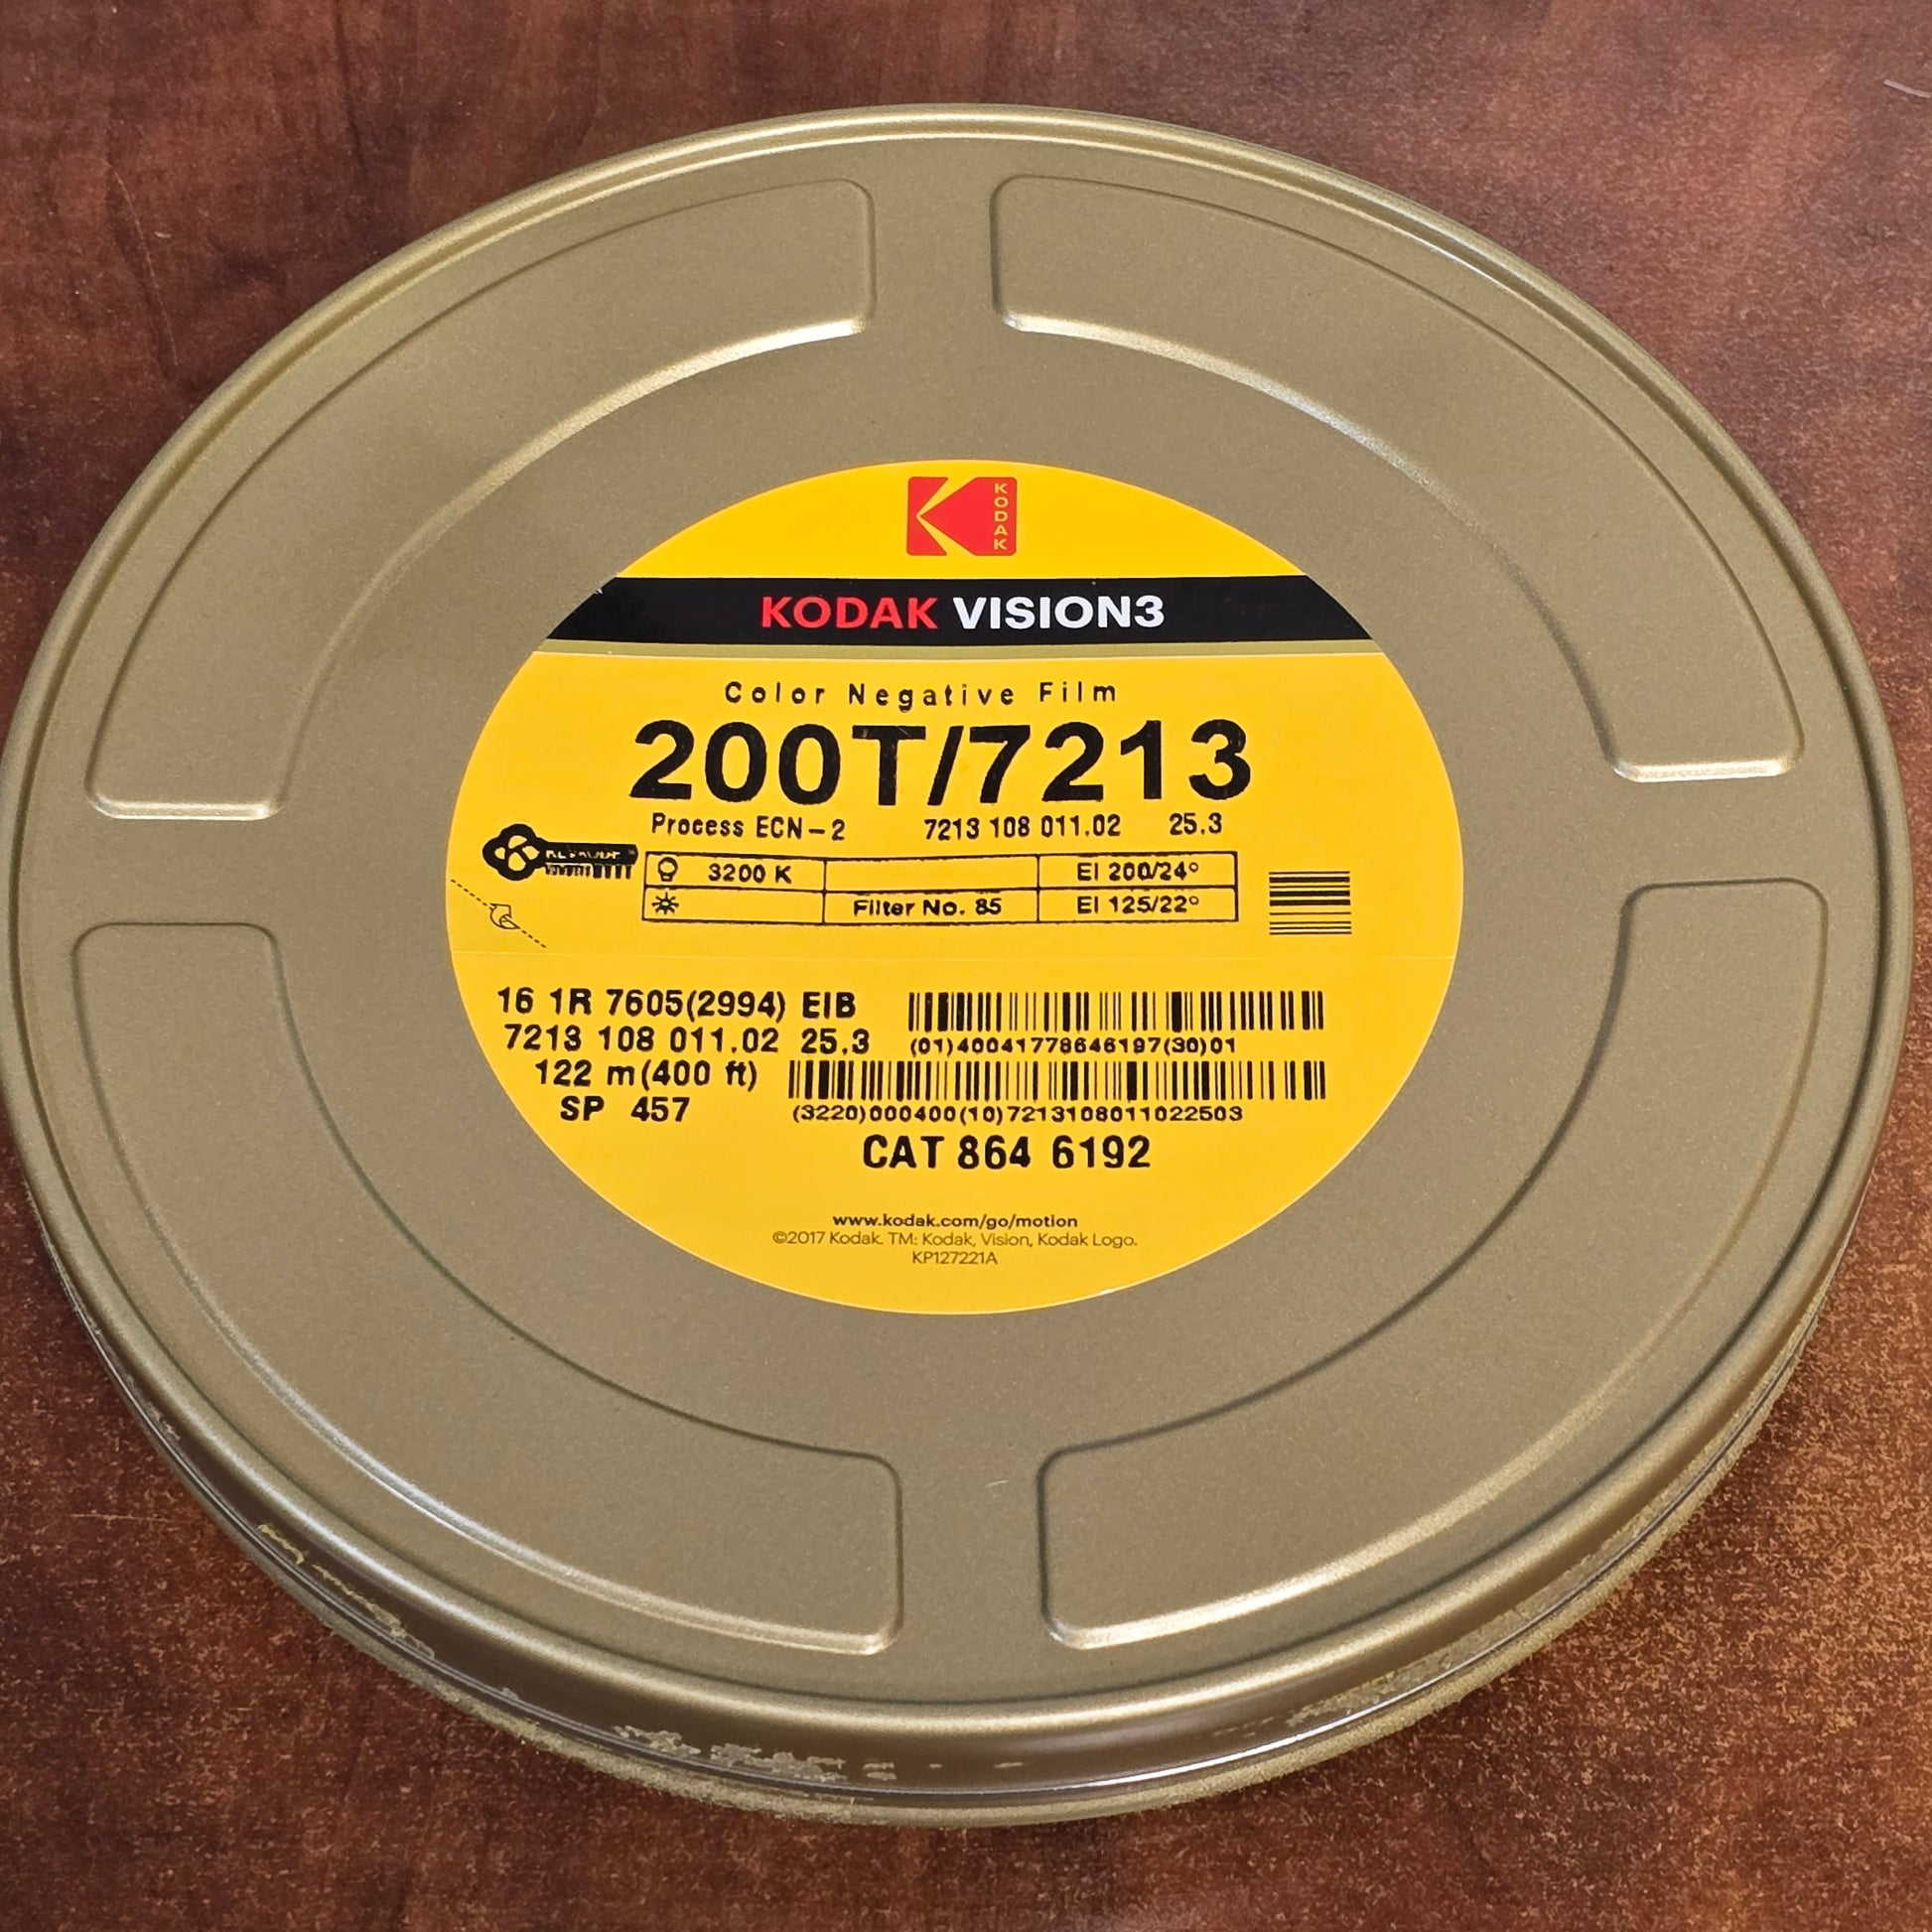 KODAK
KODAK VISION3
Color Negative Film
200T/7213
Process ECN-2 7213 108 011.02 25.3
3200 K EI 200/24°
Filter No. 85 EI 125/22°
16 1R 7605(2994) EIB
(01)40041778646197(30)01
7213 108 011.02 25.3
122 m(400 ft)
(3220)000400(10)7213108011022503
SP 457
CAT 864 6192
www.kodak.com/go/motion
©2017 Kodak. TM: Kodak, Vision, Kodak Logo.
KP127221A